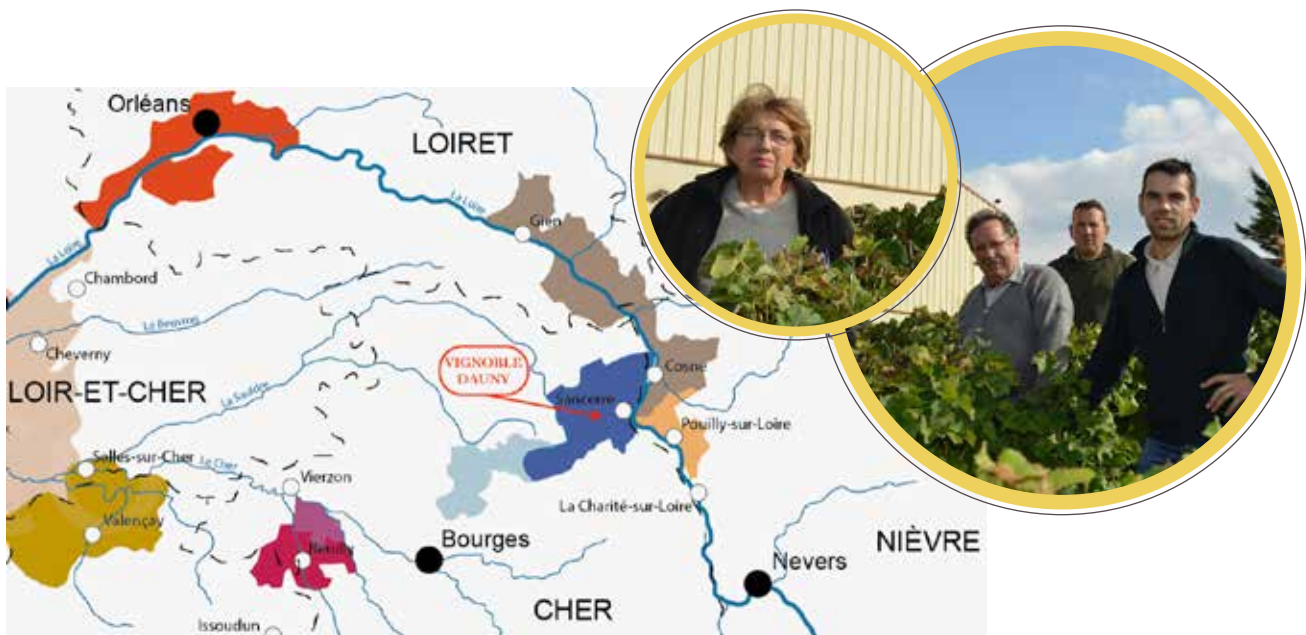 Orléans
LOIRET
La Loire
Gien
La Loire
Chambord
Le Beuvron
Cheverny
VIGNOBLE
DAUNY
Cosne
LOIR-ET-CHER
La Sauldre
Sancerre
Pouilly-sur-Loire
Selles-sur-Cher
Le Cher
Vierzon
La Charité-sur-Loire
Valençay
Bourges
NIÈVRE
Reuilly
Nevers
CHER
Issoudun